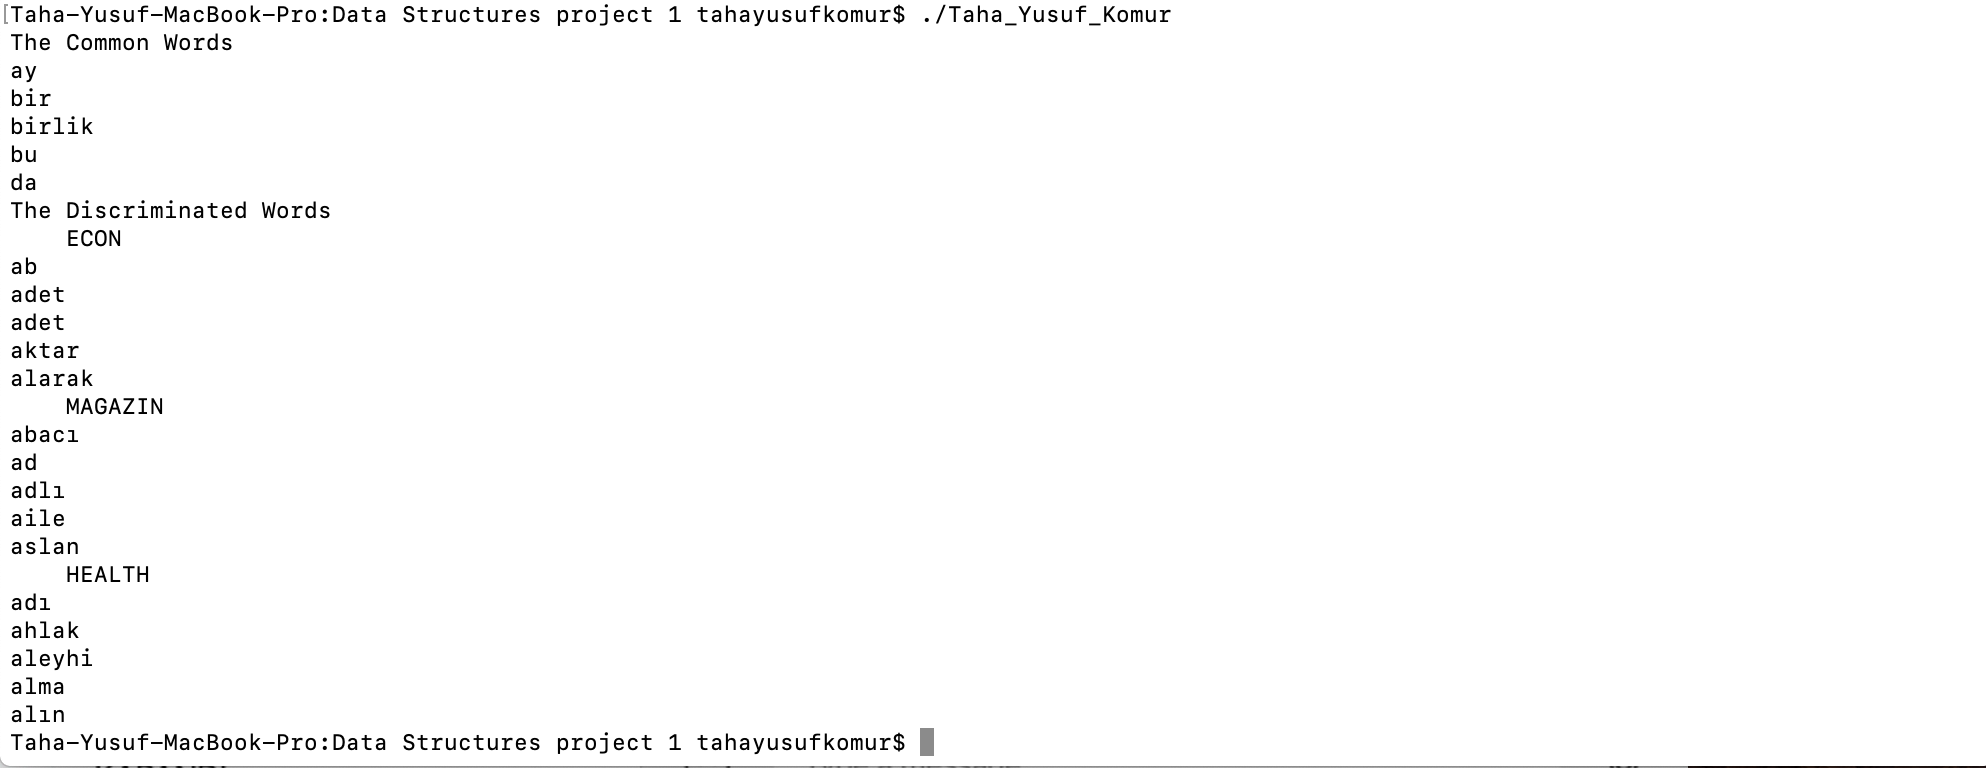 Taha-Yusuf-MacBook-Pro:Data Structures project 1 tahayusufkomur$ ./Taha_Yusuf_Komur
The Common Words
ay
bir
birlik
bu
da
The Discriminated Words
ECON
ab
adet
adet
aktar
alarak
MAGAZIN
abacı
ad
adlı
aile
aslan
HEALTH
adı
ahlak
aleyhi
alma
alın
Taha-Yusuf-MacBook-Pro:Data Structures project 1 tahayusufkomur$